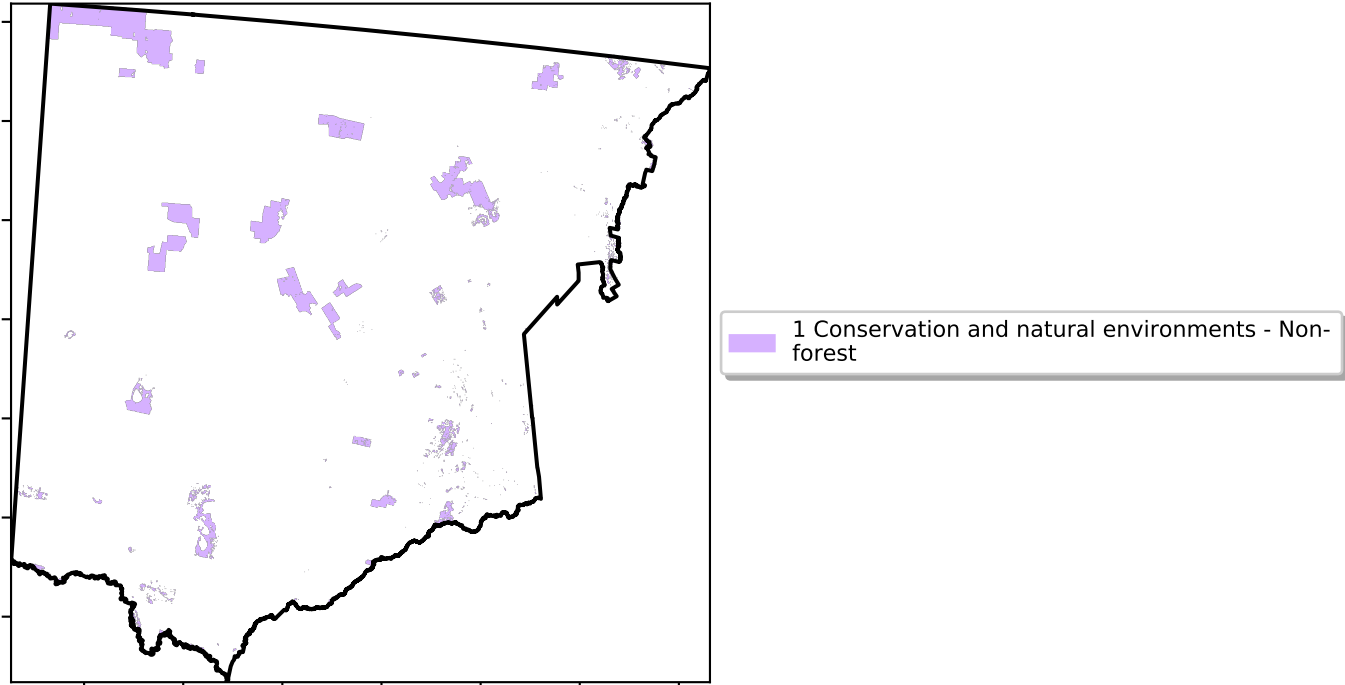 1 Conservation and natural environments - Non-
forest